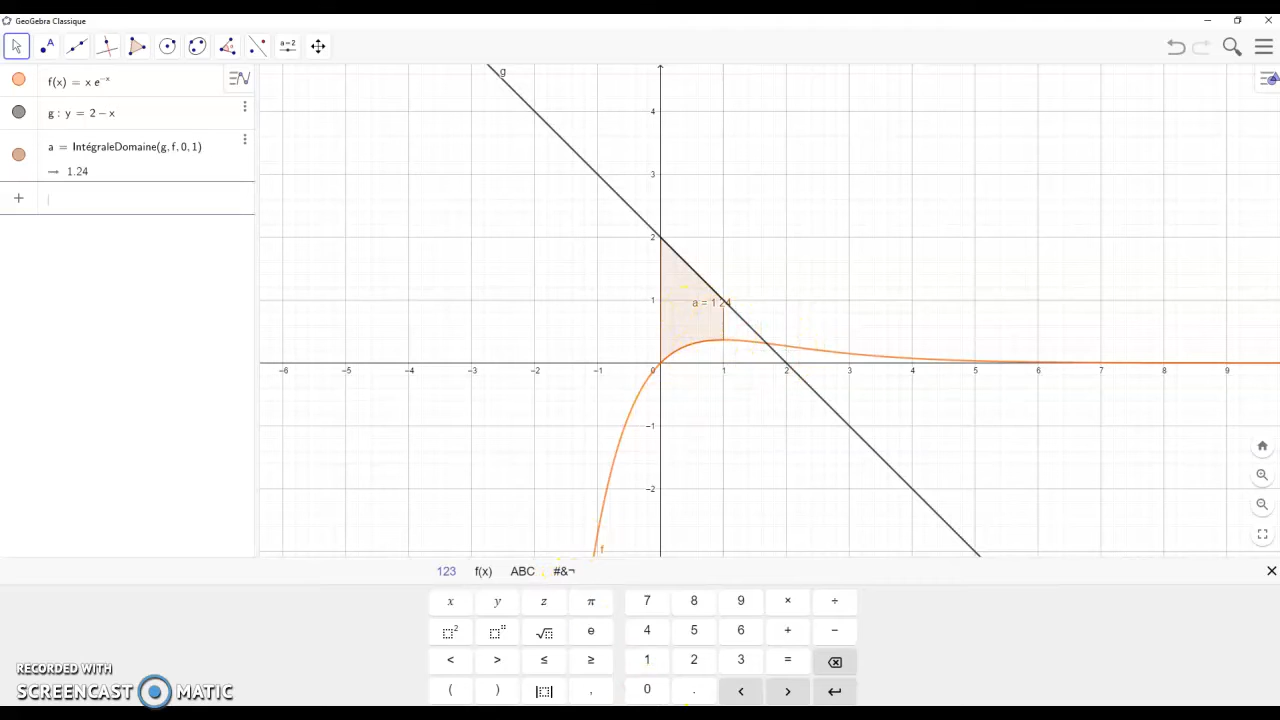 GeoGebra Classique
a=2
f(x) = x e⁻ˣ
g : y = 2 − x
a = IntégraleDomaine(g, f, 0, 1)
→ 1.24
g
4
3
2
1
a = 1.24
−6 −5 −4 −3 −2 −1 0 1 2 3 4 5 6 7 8 9
−1
−2
f
123 f(x) ABC #&¬
x y z π 7 8 9 × ÷
√ e 4 5 6 + −
< > ≤ ≥ 1 2 3 =
( ) , 0 . < >
RECORDED WITH
SCREENCAST MATIC